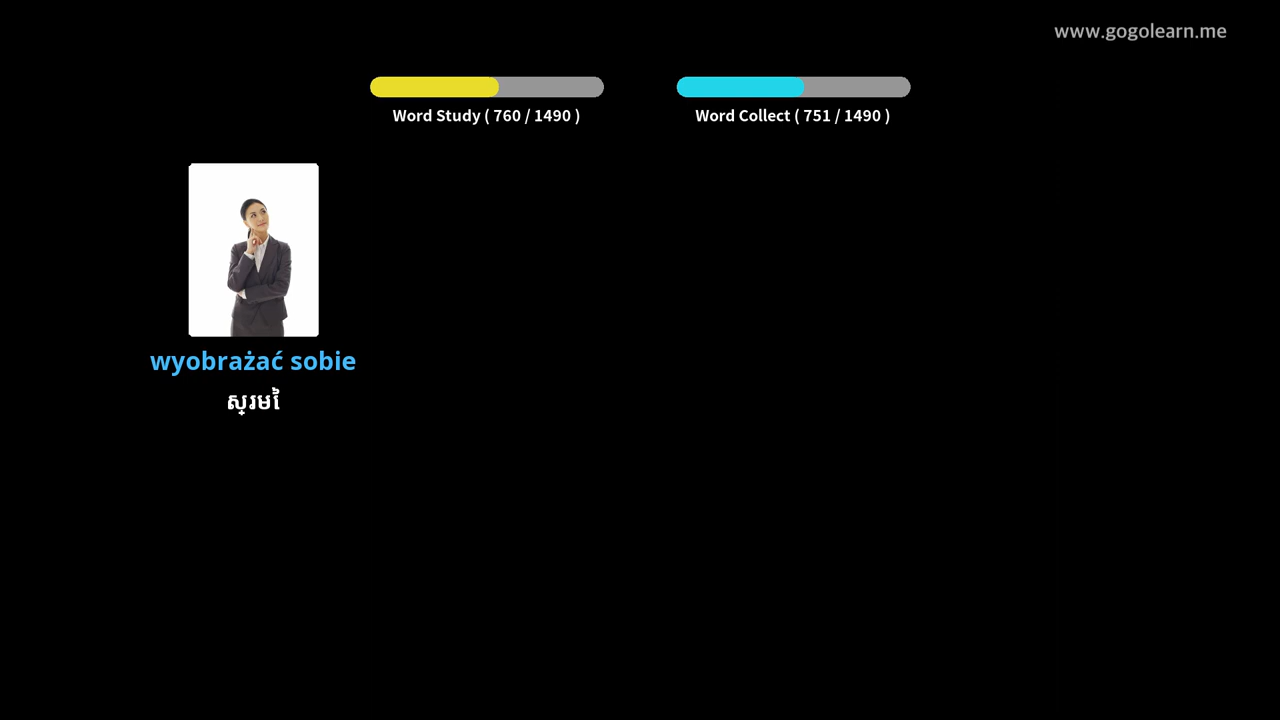 www.gogolearn.me
Word Study ( 760 / 1490 )
Word Collect ( 751 / 1490 )
wyobrażać sobie
ស្រមៃ